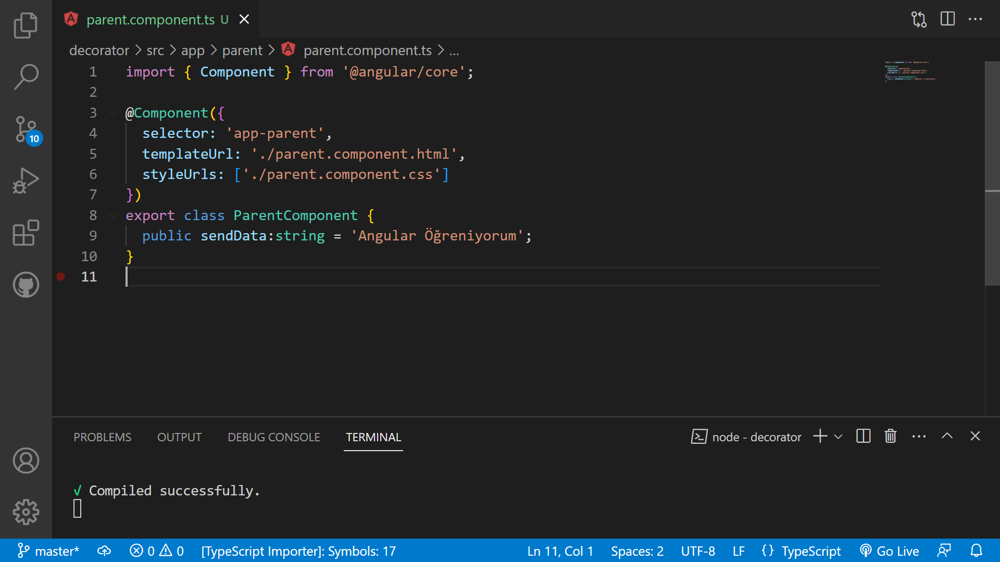 parent.component.ts U
decorator > src > app > parent > parent.component.ts > ...
1 import { Component } from '@angular/core';
2
3 @Component({
4 selector: 'app-parent',
5 templateUrl: './parent.component.html',
6 styleUrls: ['./parent.component.css']
7 })
8 export class ParentComponent {
9 public sendData:string = 'Angular Öğreniyorum';
10 }
11
10
PROBLEMS OUTPUT DEBUG CONSOLE TERMINAL node - decorator
√ Compiled successfully.
master* 0 0 [TypeScript Importer]: Symbols: 17 Ln 11, Col 1 Spaces: 2 UTF-8 LF {} TypeScript Go Live